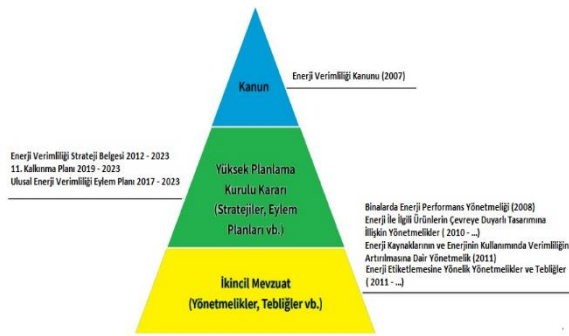 Kanun
Enerji Verimliliği Kanunu (2007)
Enerji Verimliliği Strateji Belgesi 2012 - 2023
11. Kalkınma Planı 2019 - 2023
Ulusal Enerji Verimliliği Eylem Planı 2017 - 2023
Yüksek Planlama
Kurulu Kararı
(Stratejiler, Eylem
Planları vb.)
Binalarda Enerji Performans Yönetmeliği (2008)
Enerji İle İlgili Ürünlerin Çevreye Duyarlı Tasarımına
İlişkin Yönetmelikler ( 2010 - ...)
Enerji Kaynaklarının ve Enerjinin Kullanımında Verimliliğin
Artırılmasına Dair Yönetmelik (2011)
Enerji Etiketlemesine Yönelik Yönetmelikler ve Tebliğler
( 2011 - ...)
İkincil Mevzuat
(Yönetmelikler, Tebliğler vb.)